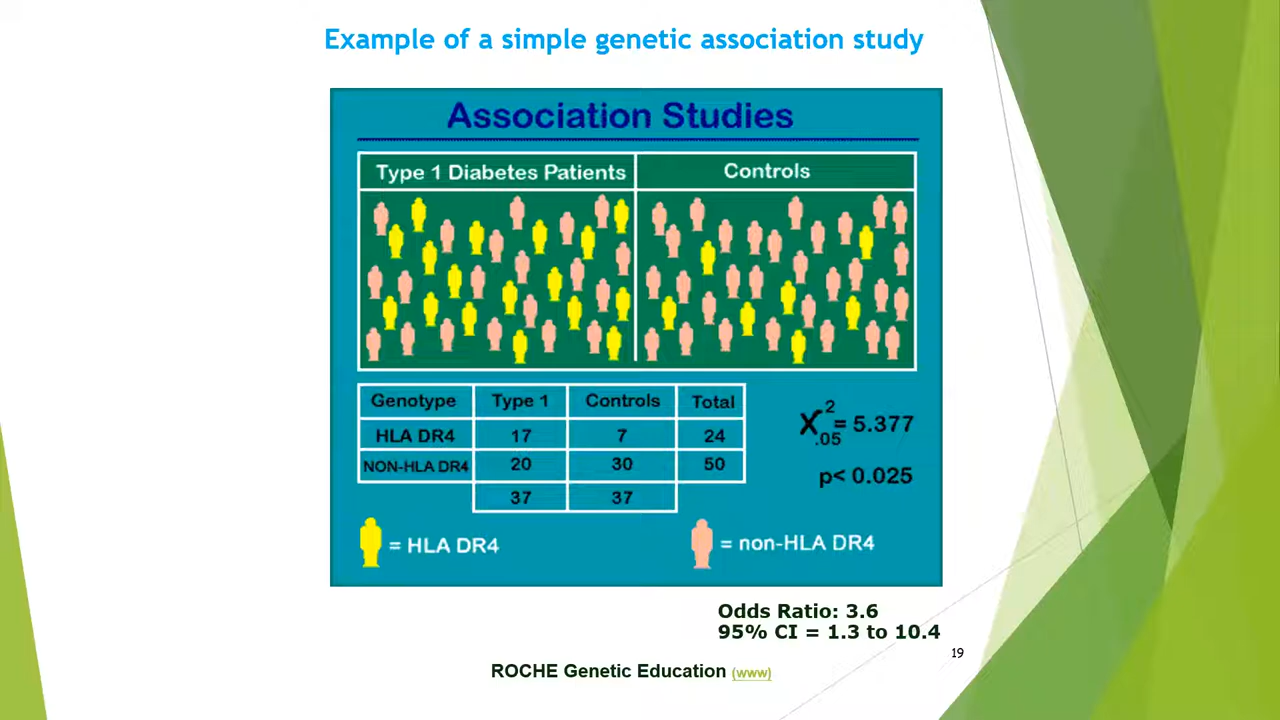 Example of a simple genetic association study
Association Studies
Type 1 Diabetes Patients Controls
Genotype Type 1 Controls Total
HLA DR4 17 7 24
NON-HLA DR4 20 30 50
37 37
X² .05 = 5.377
p< 0.025
= HLA DR4 = non-HLA DR4
Odds Ratio: 3.6
95% CI = 1.3 to 10.4
19
ROCHE Genetic Education (www)